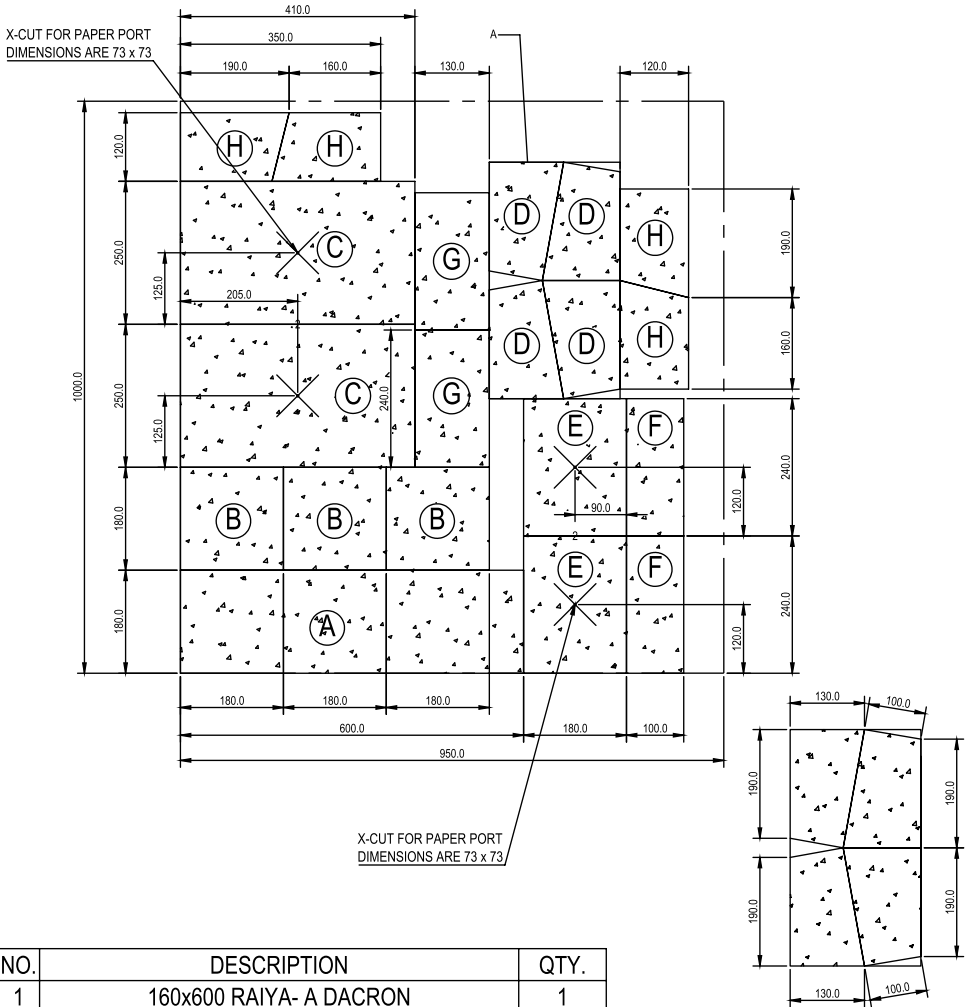 410.0
X-CUT FOR PAPER PORT
DIMENSIONS ARE 73 x 73
350.0
A
190.0
160.0
130.0
120.0
120.0
H
H
D
D
190.0
H
250.0
C
G
125.0
205.0
.2
1000.0
D
D
H
160.0
250.0
C
240.0
G
125.0
E
F
240.0
120.0
90.0
180.0
B
B
B
2
E
F
180.0
A
240.0
120.0
180.0
180.0
180.0
600.0
180.0
100.0
950.0
130.0
100.0
190.0
190.0
X-CUT FOR PAPER PORT
DIMENSIONS ARE 73 x 73
190.0
190.0
130.0
100.0
NO. DESCRIPTION QTY.
1 160x600 RAIYA- A DACRON 1